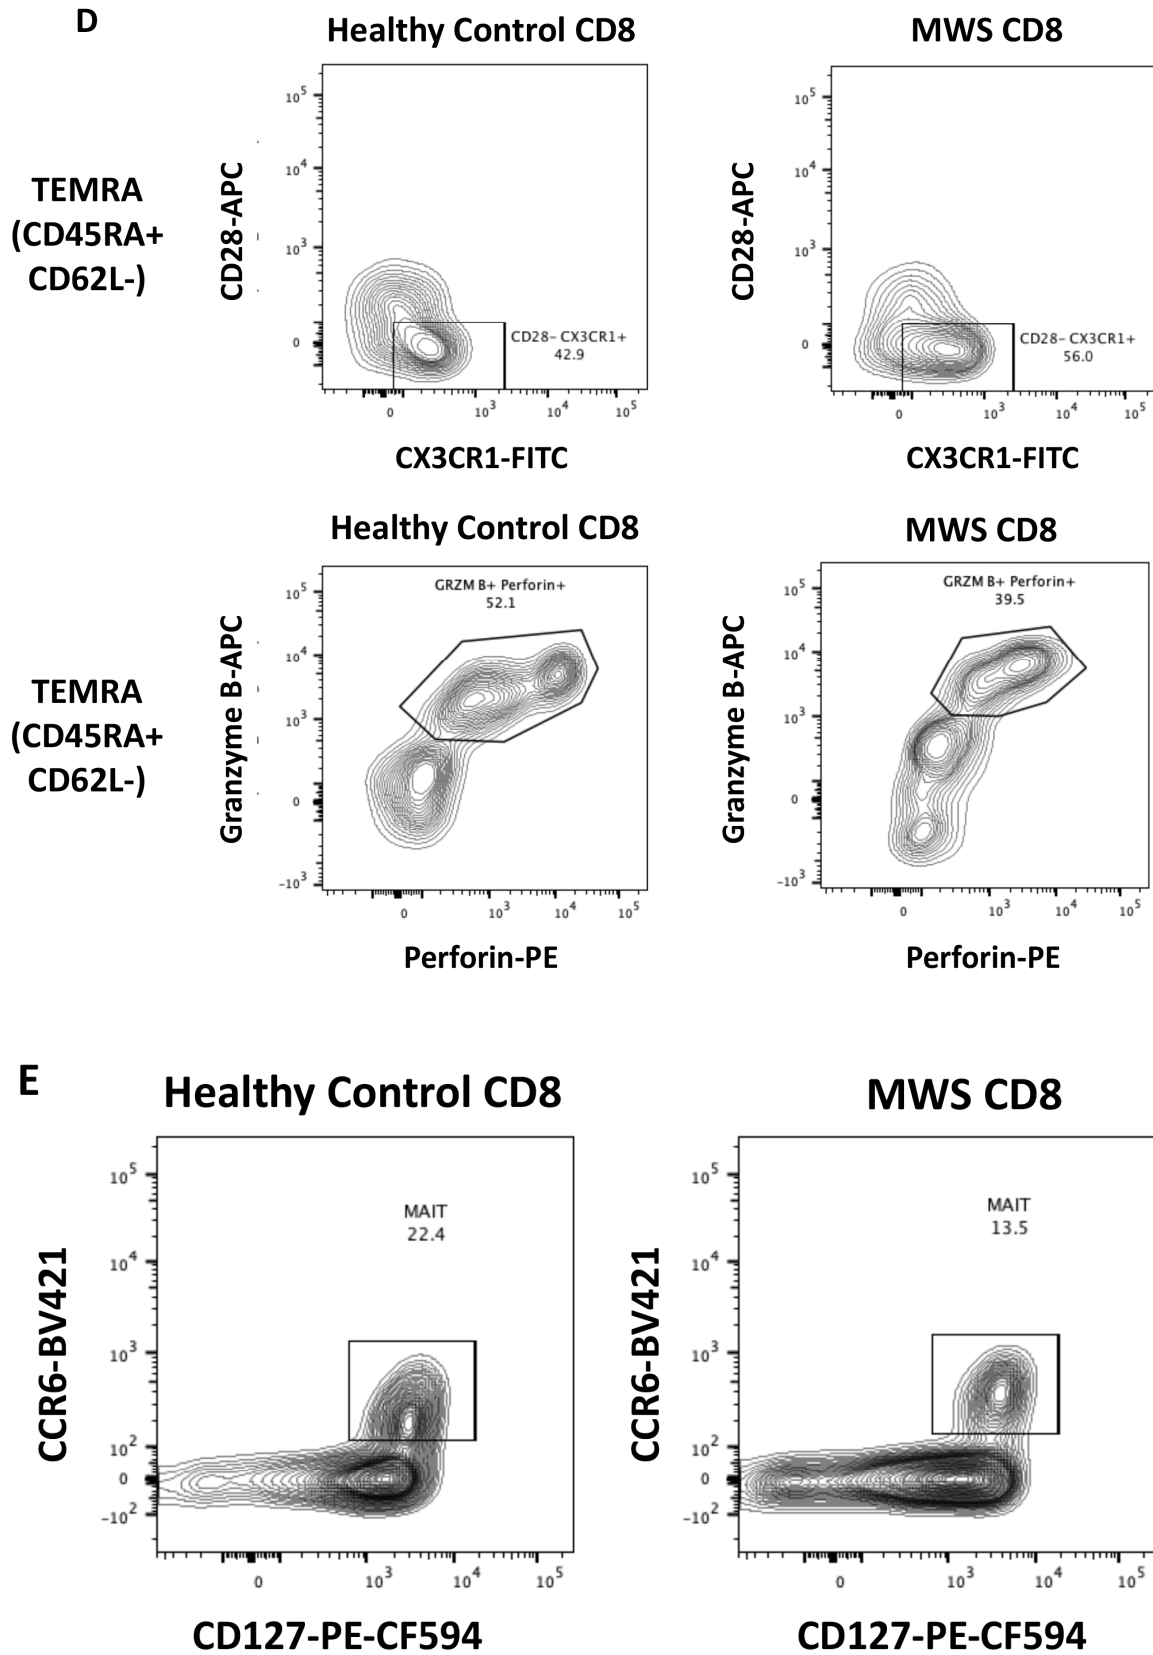 D
Healthy Control CD8
MWS CD8
TEMRA
(CD45RA+
CD62L-)
CD28-APC
10^5
10^4
10^3
0
CD28- CX3CR1+
42.9
0
10^3
10^4
10^5
CX3CR1-FITC
CD28-APC
10^5
10^4
10^3
0
CD28- CX3CR1+
56.0
0
10^3
10^4
10^5
CX3CR1-FITC
Healthy Control CD8
MWS CD8
TEMRA
(CD45RA+
CD62L-)
Granzyme B-APC
10^5
10^4
10^3
0
-10^3
GRZM B+ Perforin+
52.1
0
10^3
10^4
10^5
Perforin-PE
Granzyme B-APC
10^5
10^4
10^3
0
-10^3
GRZM B+ Perforin+
39.5
0
10^3
10^4
10^5
Perforin-PE
E
Healthy Control CD8
MWS CD8
CCR6-BV421
10^5
10^4
10^3
10^2
0
-10^2
MAIT
22.4
0
10^3
10^4
10^5
CD127-PE-CF594
CCR6-BV421
10^5
10^4
10^3
10^2
0
-10^2
MAIT
13.5
0
10^3
10^4
10^5
CD127-PE-CF594